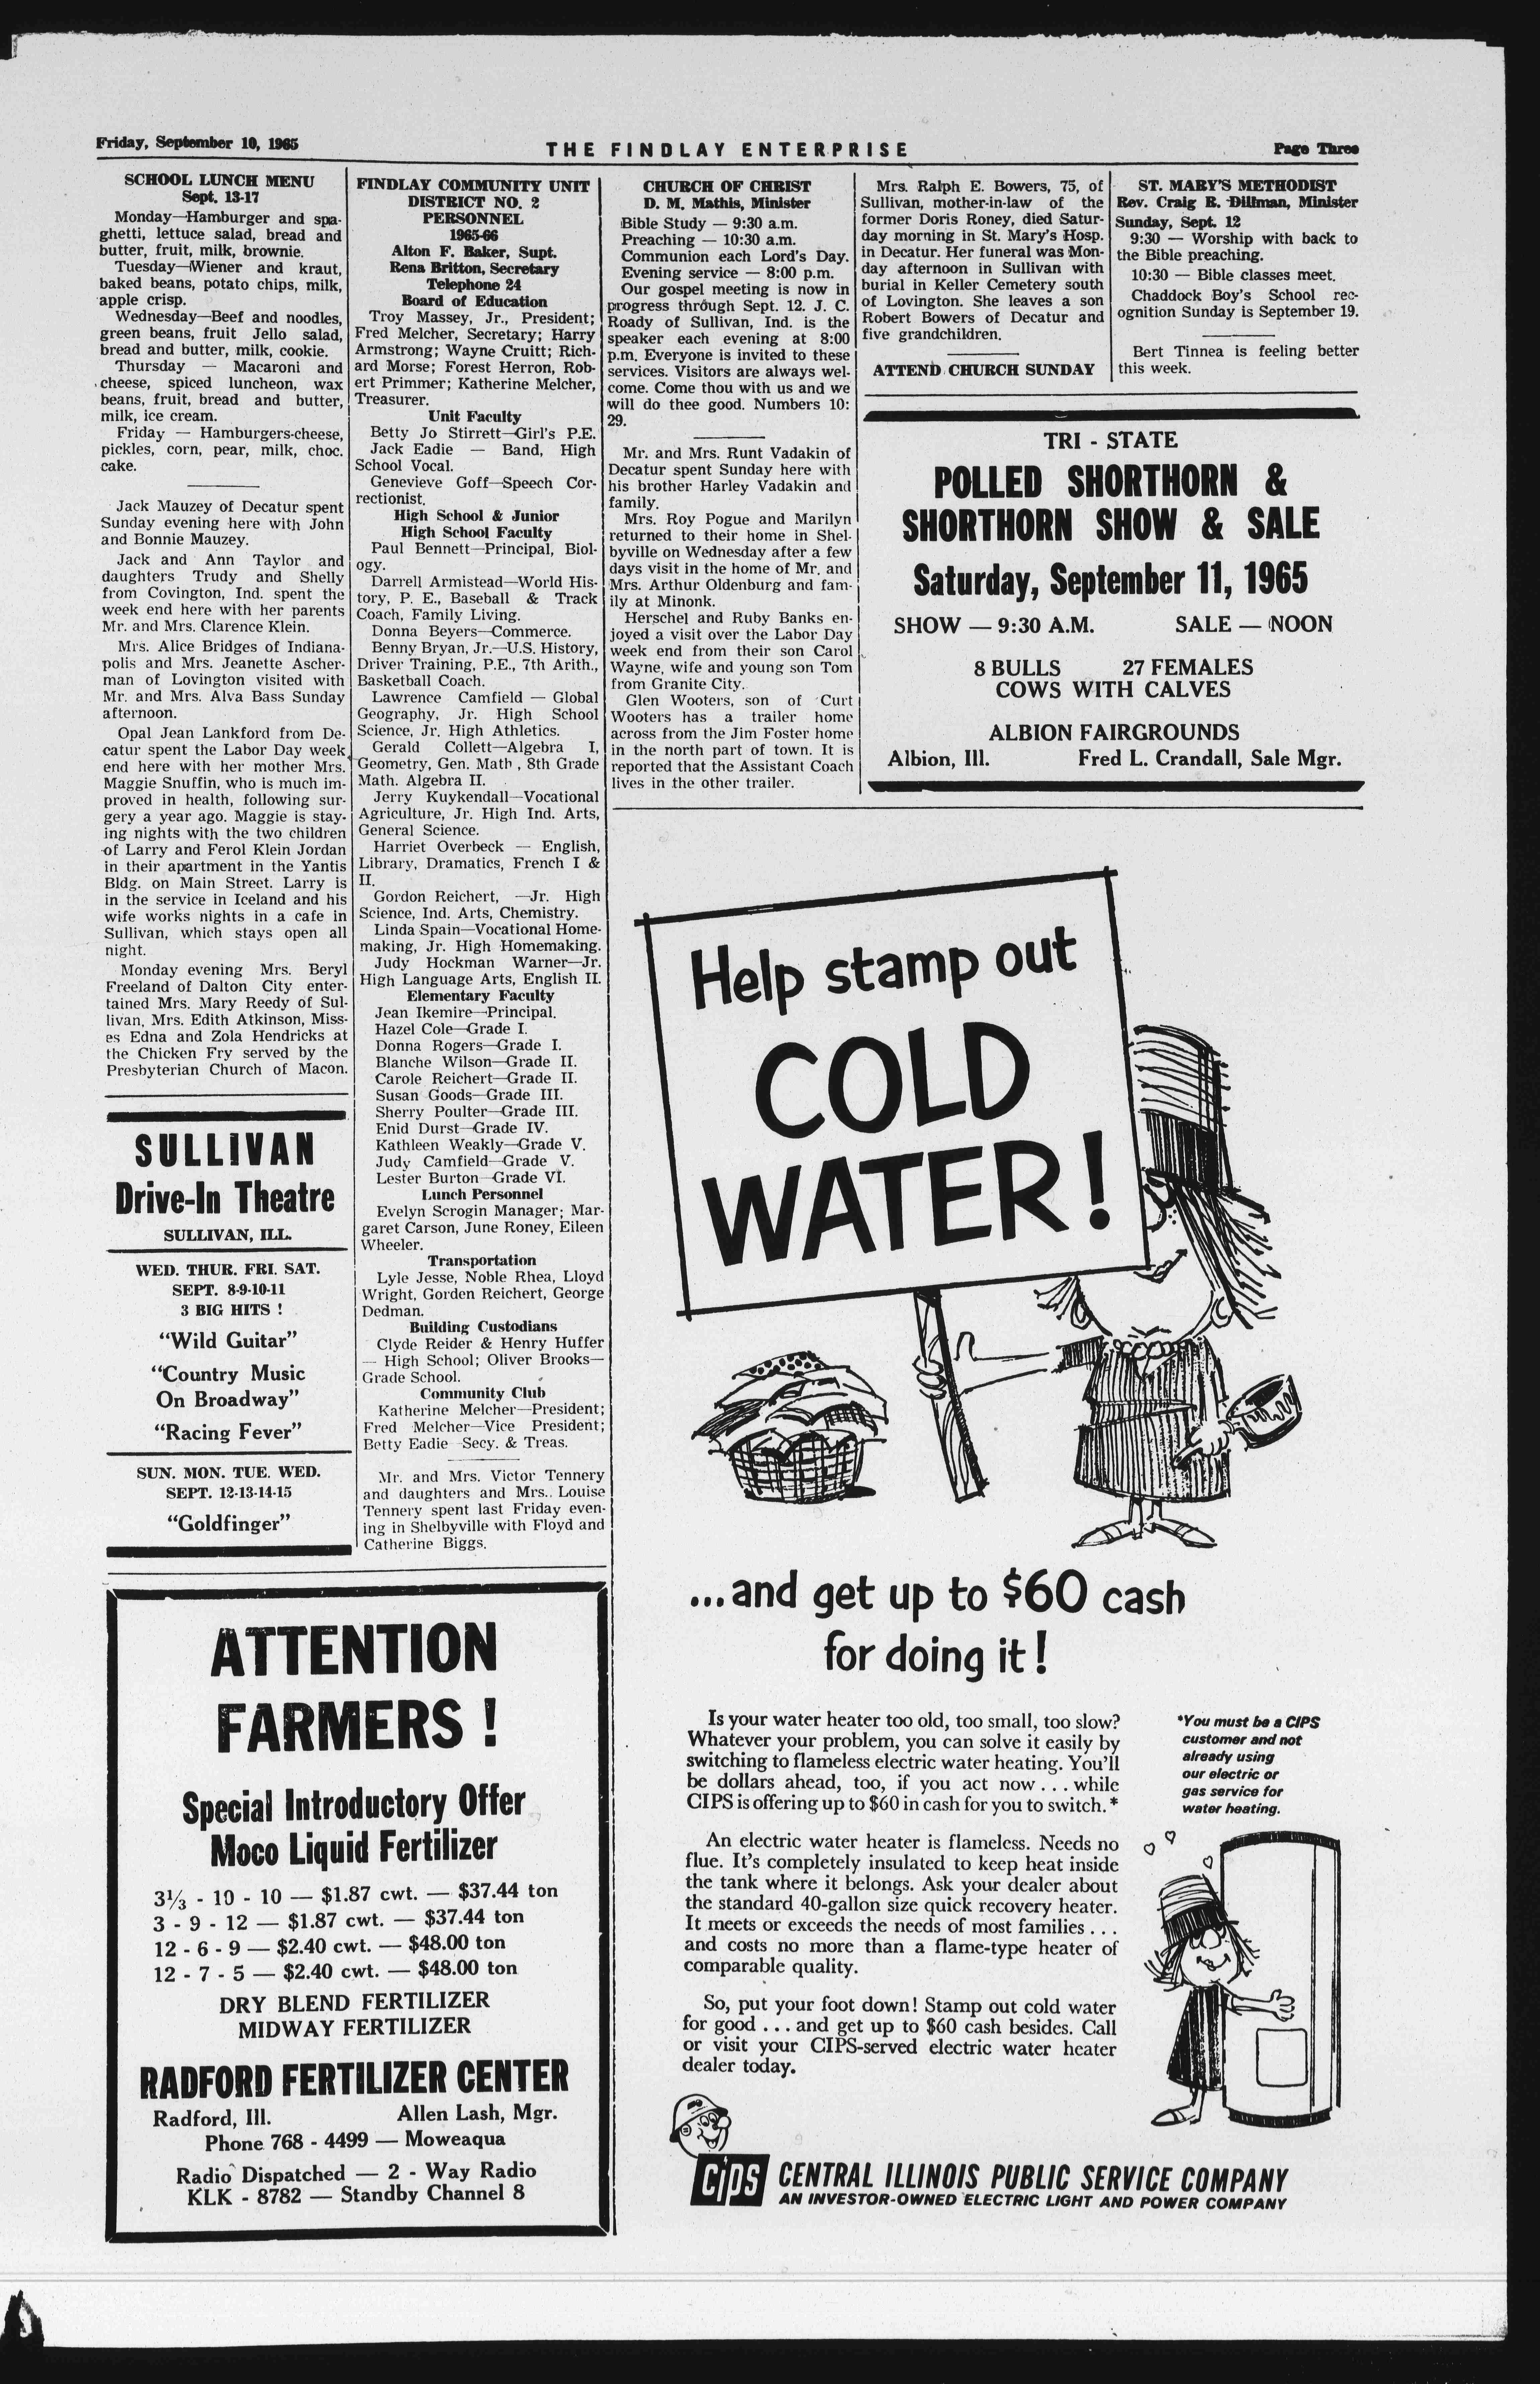 Friday, September 10, 1965
THE FINDLAY ENTERPRISE
Page Three
SCHOOL LUNCH MENU
Sept. 13-17
Monday—Hamburger and spa-
ghetti, lettuce salad, bread and
butter, fruit, milk, brownie.
Tuesday—Wiener and kraut,
baked beans, potato chips, milk,
apple crisp.
Wednesday—Beef and noodles,
green beans, fruit Jello salad,
bread and butter, milk, cookie.
Thursday — Macaroni and
cheese, spiced luncheon, wax
beans, fruit, bread and butter,
milk, ice cream.
Friday — Hamburgers-cheese,
pickles, corn, pear, milk, choc.
cake.
Jack Mauzey of Decatur spent
Sunday evening here with John
and Bonnie Mauzey.
Jack and Ann Taylor and
daughters Trudy and Shelly
from Covington, Ind. spent the
week end here with her parents
Mr. and Mrs. Clarence Klein.
Mrs. Alice Bridges of Indiana-
polis and Mrs. Jeanette Ascher-
man of Lovington visited with
Mr. and Mrs. Alva Bass Sunday
afternoon.
Opal Jean Lankford from De-
catur spent the Labor Day week
end here with her mother Mrs.
Maggie Snuffin, who is much im-
proved in health, following sur-
gery a year ago. Maggie is stay-
ing nights with the two children
of Larry and Ferol Klein Jordan
in their apartment in the Yantis
Bldg. on Main Street. Larry is
in the service in Iceland and his
wife works nights in a cafe in
Sullivan, which stays open all
night.
Monday evening Mrs. Beryl
Freeland of Dalton City enter-
tained Mrs. Mary Reedy of Sul-
livan, Mrs. Edith Atkinson, Miss-
es Edna and Zola Hendricks at
the Chicken Fry served by the
Presbyterian Church of Macon.
SULLIVAN
Drive-In Theatre
SULLIVAN, ILL.
WED. THUR. FRI. SAT.
SEPT. 8-9-10-11
3 BIG HITS !
“Wild Guitar”
“Country Music
On Broadway”
“Racing Fever”
SUN. MON. TUE. WED.
SEPT. 12-13-14-15
“Goldfinger”
FINDLAY COMMUNITY UNIT
DISTRICT NO. 2
PERSONNEL
1965-66
Alton F. Baker, Supt.
Rena Britton, Secretary
Telephone 24
Board of Education
Troy Massey, Jr., President;
Fred Melcher, Secretary; Harry
Armstrong; Wayne Cruitt; Rich-
ard Morse; Forest Herron, Rob-
ert Primmer; Katherine Melcher,
Treasurer.
Unit Faculty
Betty Jo Stirrett—Girl's P.E.
Jack Eadie — Band, High
School Vocal.
Genevieve Goff—Speech Cor-
rectionist.
High School & Junior
High School Faculty
Paul Bennett—Principal, Biol-
ogy.
Darrell Armistead—World His-
tory, P. E., Baseball & Track
Coach, Family Living.
Donna Beyers—Commerce.
Benny Bryan, Jr.—U.S. History,
Driver Training, P.E., 7th Arith.,
Basketball Coach.
Lawrence Camfield — Global
Geography, Jr. High School
Science, Jr. High Athletics.
Gerald Collett—Algebra I,
Geometry, Gen. Math , 8th Grade
Math. Algebra II.
Jerry Kuykendall—Vocational
Agriculture, Jr. High Ind. Arts,
General Science.
Harriet Overbeck — English,
Library, Dramatics, French I &
II.
Gordon Reichert, —Jr. High
Science, Ind. Arts, Chemistry.
Linda Spain—Vocational Home-
making, Jr. High Homemaking.
Judy Hockman Warner—Jr.
High Language Arts, English II.
Elementary Faculty
Jean Ikemire—Principal.
Hazel Cole—Grade I.
Donna Rogers—Grade I.
Blanche Wilson—Grade II.
Carole Reichert—Grade II.
Susan Goods—Grade III.
Sherry Poulter—Grade III.
Enid Durst—Grade IV.
Kathleen Weakly—Grade V.
Judy Camfield—Grade V.
Lester Burton—Grade VI.
Lunch Personnel
Evelyn Scrogin Manager; Mar-
garet Carson, June Roney, Eileen
Wheeler.
Transportation
Lyle Jesse, Noble Rhea, Lloyd
Wright, Gorden Reichert, George
Dedman.
Building Custodians
Clyde Reider & Henry Huffer
— High School; Oliver Brooks—
Grade School.
Community Club
Katherine Melcher—President;
Fred Melcher—Vice President;
Betty Eadie—Secy. & Treas.
Mr. and Mrs. Victor Tennery
and daughters and Mrs.. Louise
Tennery spent last Friday even-
ing in Shelbyville with Floyd and
Catherine Biggs.
ATTENTION
FARMERS !
Special Introductory Offer
Moco Liquid Fertilizer
3⅓ - 10 - 10 — $1.87 cwt. — $37.44 ton
3 - 9 - 12 — $1.87 cwt. — $37.44 ton
12 - 6 - 9 — $2.40 cwt. — $48.00 ton
12 - 7 - 5 — $2.40 cwt. — $48.00 ton
DRY BLEND FERTILIZER
MIDWAY FERTILIZER
RADFORD FERTILIZER CENTER
Radford, Ill. Allen Lash, Mgr.
Phone 768 - 4499 — Moweaqua
Radio Dispatched — 2 - Way Radio
KLK - 8782 — Standby Channel 8
CHURCH OF CHRIST
D. M. Mathis, Minister
Bible Study — 9:30 a.m.
Preaching — 10:30 a.m.
Communion each Lord's Day.
Evening service — 8:00 p.m.
Our gospel meeting is now in
progress through Sept. 12. J. C.
Roady of Sullivan, Ind. is the
speaker each evening at 8:00
p.m. Everyone is invited to these
services. Visitors are always wel-
come. Come thou with us and we
will do thee good. Numbers 10:
29.
Mr. and Mrs. Runt Vadakin of
Decatur spent Sunday here with
his brother Harley Vadakin and
family.
Mrs. Roy Pogue and Marilyn
returned to their home in Shel-
byville on Wednesday after a few
days visit in the home of Mr. and
Mrs. Arthur Oldenburg and fam-
ily at Minonk.
Herschel and Ruby Banks en-
joyed a visit over the Labor Day
week end from their son Carol
Wayne, wife and young son Tom
from Granite City.
Glen Wooters, son of Curt
Wooters has a trailer home
across from the Jim Foster home
in the north part of town. It is
reported that the Assistant Coach
lives in the other trailer.
Mrs. Ralph E. Bowers, 75, of
Sullivan, mother-in-law of the
former Doris Roney, died Satur-
day morning in St. Mary's Hosp.
in Decatur. Her funeral was Mon-
day afternoon in Sullivan with
burial in Keller Cemetery south
of Lovington. She leaves a son
Robert Bowers of Decatur and
five grandchildren.
ATTEND CHURCH SUNDAY
ST. MARY'S METHODIST
Rev. Craig R. Dillman, Minister
Sunday, Sept. 12
9:30 — Worship with back to
the Bible preaching.
10:30 — Bible classes meet.
Chaddock Boy's School rec-
ognition Sunday is September 19.
Bert Tinnea is feeling better
this week.
TRI - STATE
POLLED SHORTHORN &
SHORTHORN SHOW & SALE
Saturday, September 11, 1965
SHOW — 9:30 A.M. SALE — NOON
8 BULLS 27 FEMALES
COWS WITH CALVES
ALBION FAIRGROUNDS
Albion, Ill. Fred L. Crandall, Sale Mgr.
Help stamp out
COLD
WATER!
...and get up to $60 cash
for doing it!
Is your water heater too old, too small, too slow?
Whatever your problem, you can solve it easily by
switching to flameless electric water heating. You'll
be dollars ahead, too, if you act now . . . while
CIPS is offering up to $60 in cash for you to switch.*
*You must be a CIPS
customer and not
already using
our electric or
gas service for
water heating.
An electric water heater is flameless. Needs no
flue. It's completely insulated to keep heat inside
the tank where it belongs. Ask your dealer about
the standard 40-gallon size quick recovery heater.
It meets or exceeds the needs of most families . . .
and costs no more than a flame-type heater of
comparable quality.
So, put your foot down! Stamp out cold water
for good . . . and get up to $60 cash besides. Call
or visit your CIPS-served electric water heater
dealer today.
CIPS
CENTRAL ILLINOIS PUBLIC SERVICE COMPANY
AN INVESTOR-OWNED ELECTRIC LIGHT AND POWER COMPANY